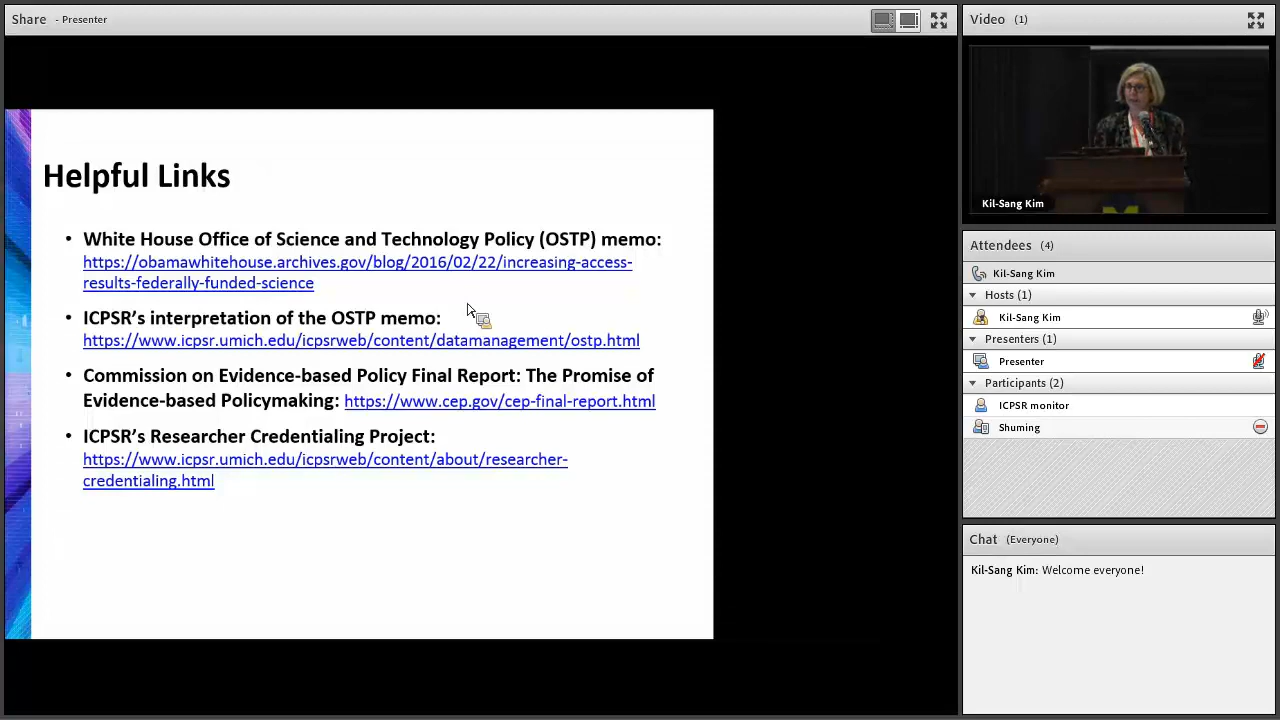 Share - Presenter
Helpful Links
• White House Office of Science and Technology Policy (OSTP) memo:
https://obamawhitehouse.archives.gov/blog/2016/02/22/increasing-access-
results-federally-funded-science
• ICPSR’s interpretation of the OSTP memo:
https://www.icpsr.umich.edu/icpsrweb/content/datamanagement/ostp.html
• Commission on Evidence-based Policy Final Report: The Promise of
Evidence-based Policymaking: https://www.cep.gov/cep-final-report.html
• ICPSR’s Researcher Credentialing Project:
https://www.icpsr.umich.edu/icpsrweb/content/about/researcher-
credentialing.html
Video (1)
Kil-Sang Kim
Attendees (4)
Kil-Sang Kim
Hosts (1)
Kil-Sang Kim
Presenters (1)
Presenter
Participants (2)
ICPSR monitor
Shuming
Chat (Everyone)
Kil-Sang Kim: Welcome everyone!